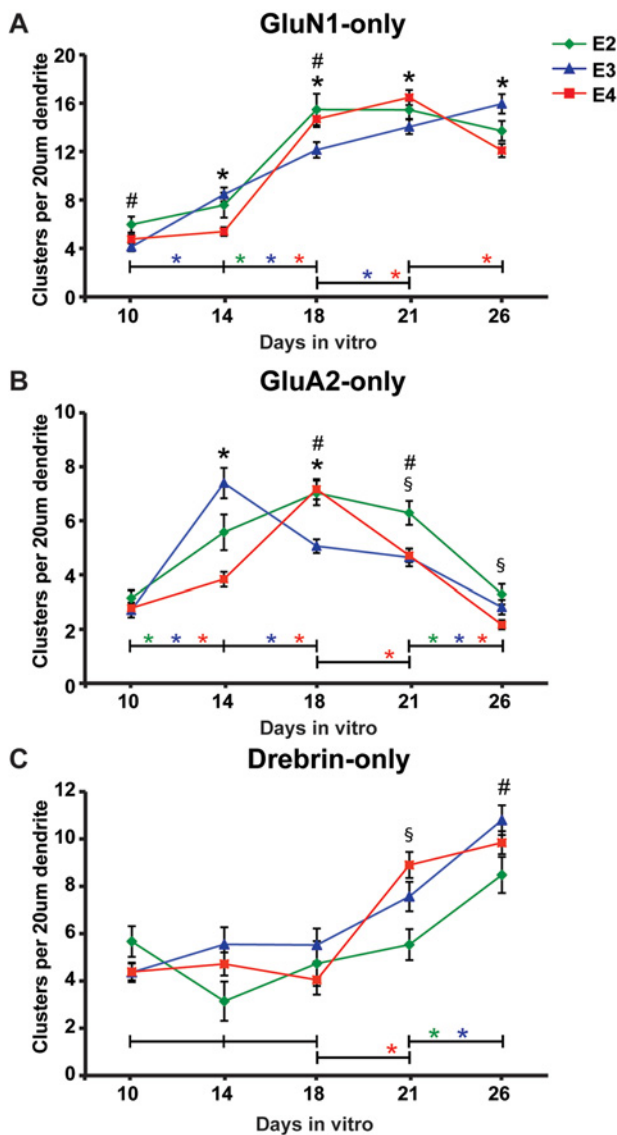 A GluN1-only
E2
E3
E4
Clusters per 20um dendrite
20
16
12
8
4
0
#
*
#
*
*
*
* * * * * * *
10 14 18 21 26
Days in vitro
B GluA2-only
Clusters per 20um dendrite
10
8
6
4
2
0
*
#
*
#
§
§
* * * * * * * * *
10 14 18 21 26
Days in vitro
C Drebrin-only
Clusters per 20um dendrite
12
10
8
6
4
2
0
§
#
* * *
10 14 18 21 26
Days in vitro